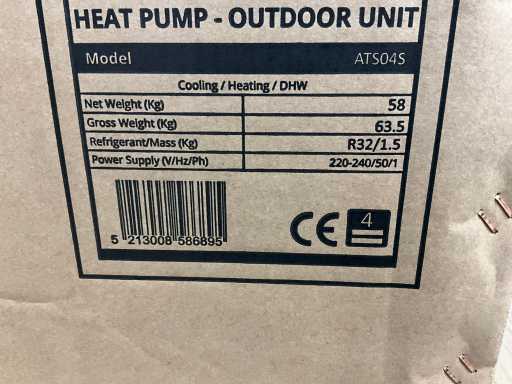 HEAT PUMP - OUTDOOR UNIT
Model ATS04S
Cooling / Heating / DHW
Net Weight (Kg) 58
Gross Weight (Kg) 63.5
Refrigerant/Mass (Kg) R32/1.5
Power Supply (V/Hz/Ph) 220-240/50/1
5 213008 586895
CE 4